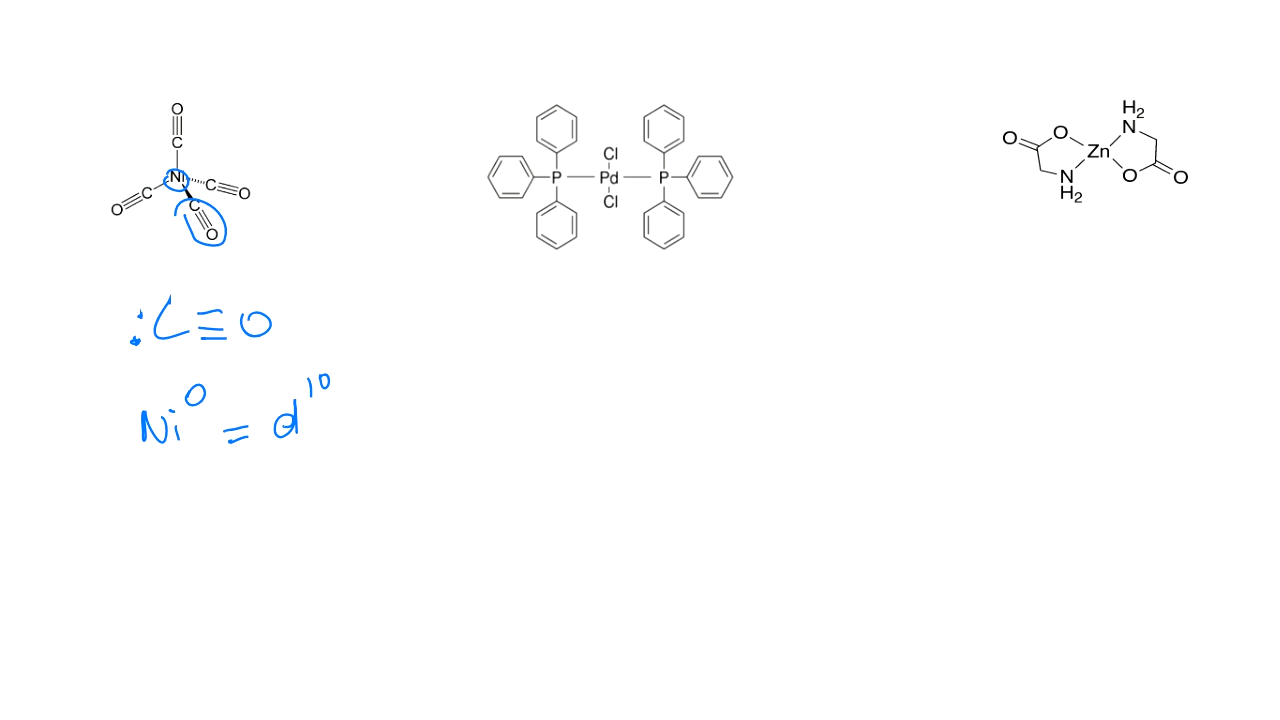 O
C
Ni
C O
C
O
C
O
Cl
P Pd P
Cl
H₂
N
O
O
Zn
N
H₂
O
O
:C≡O
Ni⁰ = d¹⁰